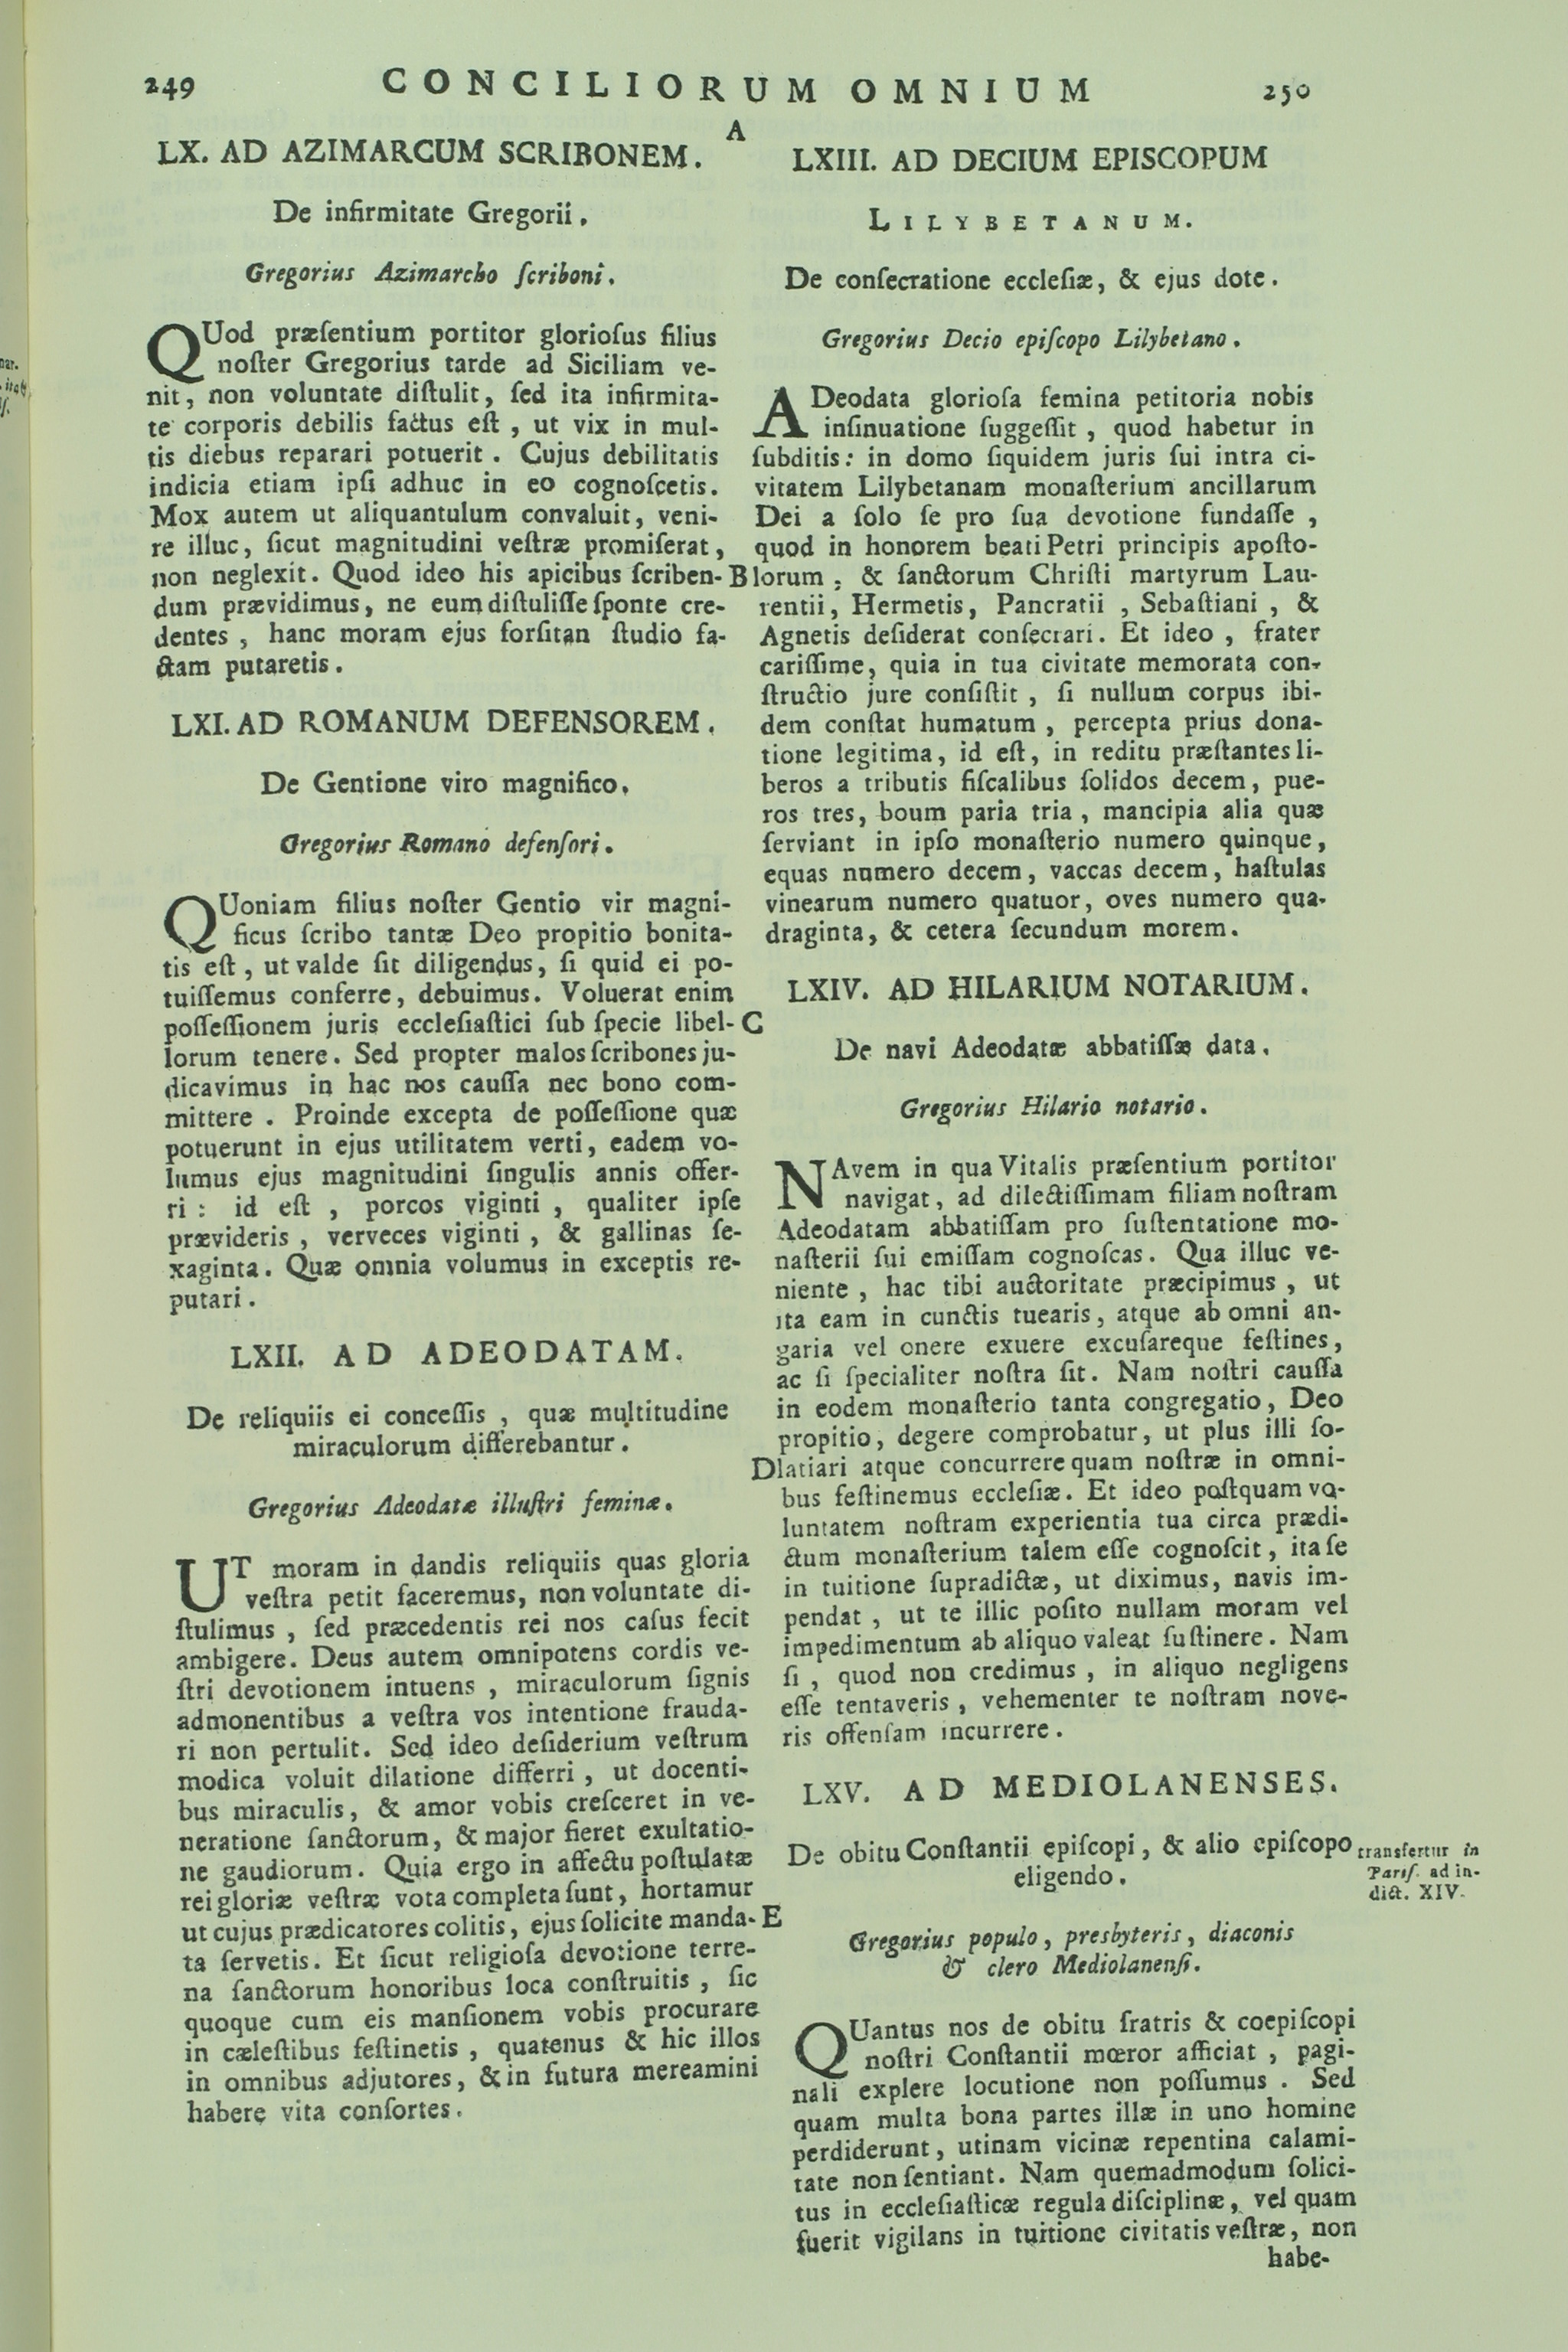 249
CONCILIORUM OMNIUM
250
A
LX. AD AZIMARCUM SCRIBONEM.
De infirmitate Gregorii.
Gregorius Azimarcho ſcriboni.
QUod præſentium portitor glorioſus filius
noſter Gregorius tarde ad Siciliam ve-
nit, non voluntate diſtulit, ſed ita infirmita-
te corporis debilis factus eſt, ut vix in mul-
tis diebus reparari potuerit. Cujus debilitatis
indicia etiam ipſi adhuc in eo cognoſcetis.
Mox autem ut aliquantulum convaluit, veni-
re illuc, ſicut magnitudini veſtræ promiſerat,
non neglexit. Quod ideo his apicibus ſcriben-
dum prævidimus, ne eum diſtuliſſe ſponte cre-
dentes, hanc moram ejus forſitan ſtudio fa-
ctam putaretis.
LXI. AD ROMANUM DEFENSOREM.
De Gentione viro magnifico.
Gregorius Romano defenſori.
QUoniam filius noſter Gentio vir magni-
ficus ſcribo tantæ Deo propitio bonita-
tis eſt, ut valde ſit diligendus, ſi quid ei po-
tuiſſemus conferre, debuimus. Voluerat enim
poſſeſſionem juris eccleſiaſtici ſub ſpecie libel-
lorum tenere. Sed propter malos ſcribones ju-
dicavimus in hac nos cauſſa nec bono com-
mittere. Proinde excepta de poſſeſſione quæ
potuerunt in ejus utilitatem verti, eadem vo-
lumus ejus magnitudini ſingulis annis offer-
ri: id eſt, porcos viginti, qualiter ipſe
prævideris, verveces viginti, & gallinas ſe-
xaginta. Quæ omnia volumus in exceptis re-
putari.
LXII. AD ADEODATAM.
De reliquiis ei conceſſis, quæ multitudine
miraculorum differebantur.
Gregorius Adeodatæ illuſtri feminæ.
UT moram in dandis reliquiis quas gloria
veſtra petit faceremus, non voluntate di-
ſtulimus, ſed præcedentis rei nos caſus fecit
ambigere. Deus autem omnipotens cordis ve-
ſtri devotionem intuens, miraculorum ſignis
admonentibus a veſtra vos intentione frauda-
ri non pertulit. Sed ideo deſiderium veſtrum
modica voluit dilatione differri, ut docenti-
bus miraculis, & amor vobis creſceret in ve-
neratione ſanctorum, & major fieret exultatio-
ne gaudiorum. Quia ergo in affectu poſtulatæ
rei gloriæ veſtræ vota completa ſunt, hortamur
ut cujus prædicatores colitis, ejus ſolicite manda-
ta ſervetis. Et ſicut religioſa devotione terre-
na ſanctorum honoribus loca conſtruitis, ſic
quoque cum eis manſionem vobis procurare
in cæleſtibus feſtinetis, quatenus & hic illos
in omnibus adjutores, & in futura mereamini
habere vita conſortes.
LXIII. AD DECIUM EPISCOPUM
LILYBETANUM.
De conſecratione eccleſiæ, & ejus dote.
Gregorius Decio epiſcopo Lilybetano.
ADeodata glorioſa femina petitoria nobis
inſinuatione ſuggeſſit, quod habetur in
ſubditis: in domo ſiquidem juris ſui intra ci-
vitatem Lilybetanam monaſterium ancillarum
Dei a ſolo ſe pro ſua devotione fundaſſe,
quod in honorem beati Petri principis apoſto-
B lorum, & ſanctorum Chriſti martyrum Lau-
rentii, Hermetis, Pancratii, Sebaſtiani, &
Agnetis deſiderat conſecrari. Et ideo, frater
cariſſime, quia in tua civitate memorata con-
ſtructio jure conſiſtit, ſi nullum corpus ibi-
dem conſtat humatum, percepta prius dona-
tione legitima, id eſt, in reditu præſtantes li-
beros a tributis fiſcalibus ſolidos decem, pue-
ros tres, boum paria tria, mancipia alia quæ
ſerviant in ipſo monaſterio numero quinque,
equas numero decem, vaccas decem, haſtulas
vinearum numero quatuor, oves numero qua-
draginta, & cetera ſecundum morem.
LXIV. AD HILARIUM NOTARIUM.
C
De navi Adeodatæ abbatiſſæ data.
Gregorius Hilario notario.
NAvem in qua Vitalis præſentium portitor
navigat, ad dilectiſſimam filiam noſtram
Adeodatam abbatiſſam pro ſuſtentatione mo-
naſterii ſui emiſſam cognoſcas. Qua illuc ve-
niente, hac tibi auctoritate præcipimus, ut
ita eam in cunctis tuearis, atque ab omni an-
garia vel onere exuere excuſareque feſtines,
ac ſi ſpecialiter noſtra ſit. Nam noſtri cauſſa
in eodem monaſterio tanta congregatio, Deo
propitio, degere comprobatur, ut plus illi ſo-
D latiari atque concurrere quam noſtræ in omni-
bus feſtinemus eccleſiæ. Et ideo poſtquam vo-
luntatem noſtram experientia tua circa prædi-
ctum monaſterium talem eſſe cognoſcit, ita ſe
in tuitione ſupradictæ, ut diximus, navis im-
pendat, ut te illic poſito nullam moram vel
impedimentum ab aliquo valeat ſuſtinere. Nam
ſi, quod non credimus, in aliquo negligens
eſſe tentaveris, vehementer te noſtram nove-
ris offenſam incurrere.
LXV. AD MEDIOLANENSES.
De obitu Conſtantii epiſcopi, & alio epiſcopo
eligendo.
transfertur in
Pariſ. ad in-
dict. XIV.
E
Gregorius populo, presbyteris, diaconis
& clero Mediolanenſi.
QUantus nos de obitu fratris & coepiſcopi
noſtri Conſtantii mœror afficiat, pagi-
nali explere locutione non poſſumus. Sed
quam multa bona partes illæ in uno homine
perdiderunt, utinam vicinæ repentina calami-
tate non ſentiant. Nam quemadmodum ſolici-
tus in eccleſiaſticæ regula diſciplinæ, vel quam
fuerit vigilans in tuitione civitatis veſtræ, non
habe-